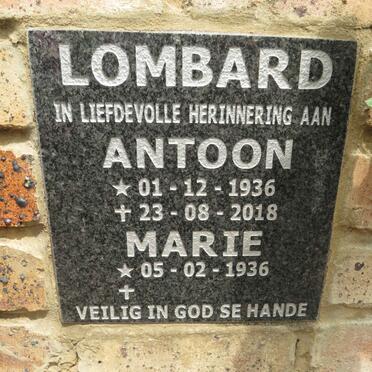 LOMBARD
IN LIEFDEVOLLE HERINNERING AAN
ANTOON
★ 01 - 12 - 1936
✝ 23 - 08 - 2018
MARIE
★ 05 - 02 - 1936
✝
VEILIG IN GOD SE HANDE